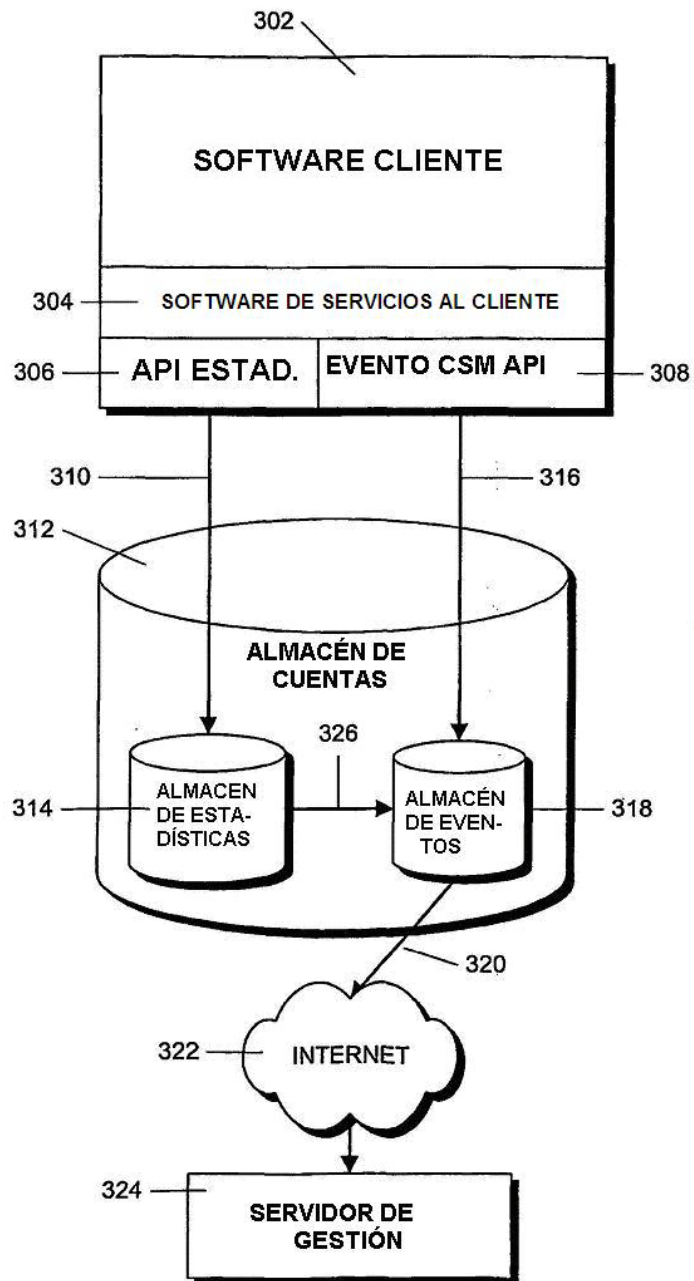 302
SOFTWARE CLIENTE
304
SOFTWARE DE SERVICIOS AL CLIENTE
306
API ESTAD.
EVENTO CSM API
308
310
316
312
ALMACÉN DE
CUENTAS
326
314
ALMACEN
DE ESTA-
DÍSTICAS
ALMACÉN
DE EVEN-
TOS
318
320
322
INTERNET
324
SERVIDOR DE
GESTIÓN